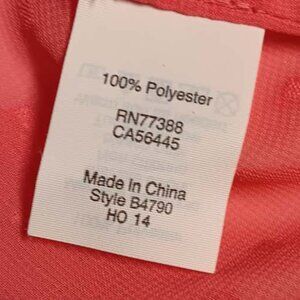 100% Polyester
RN77388
CA56445
Made in China
Style B4790
HO 14